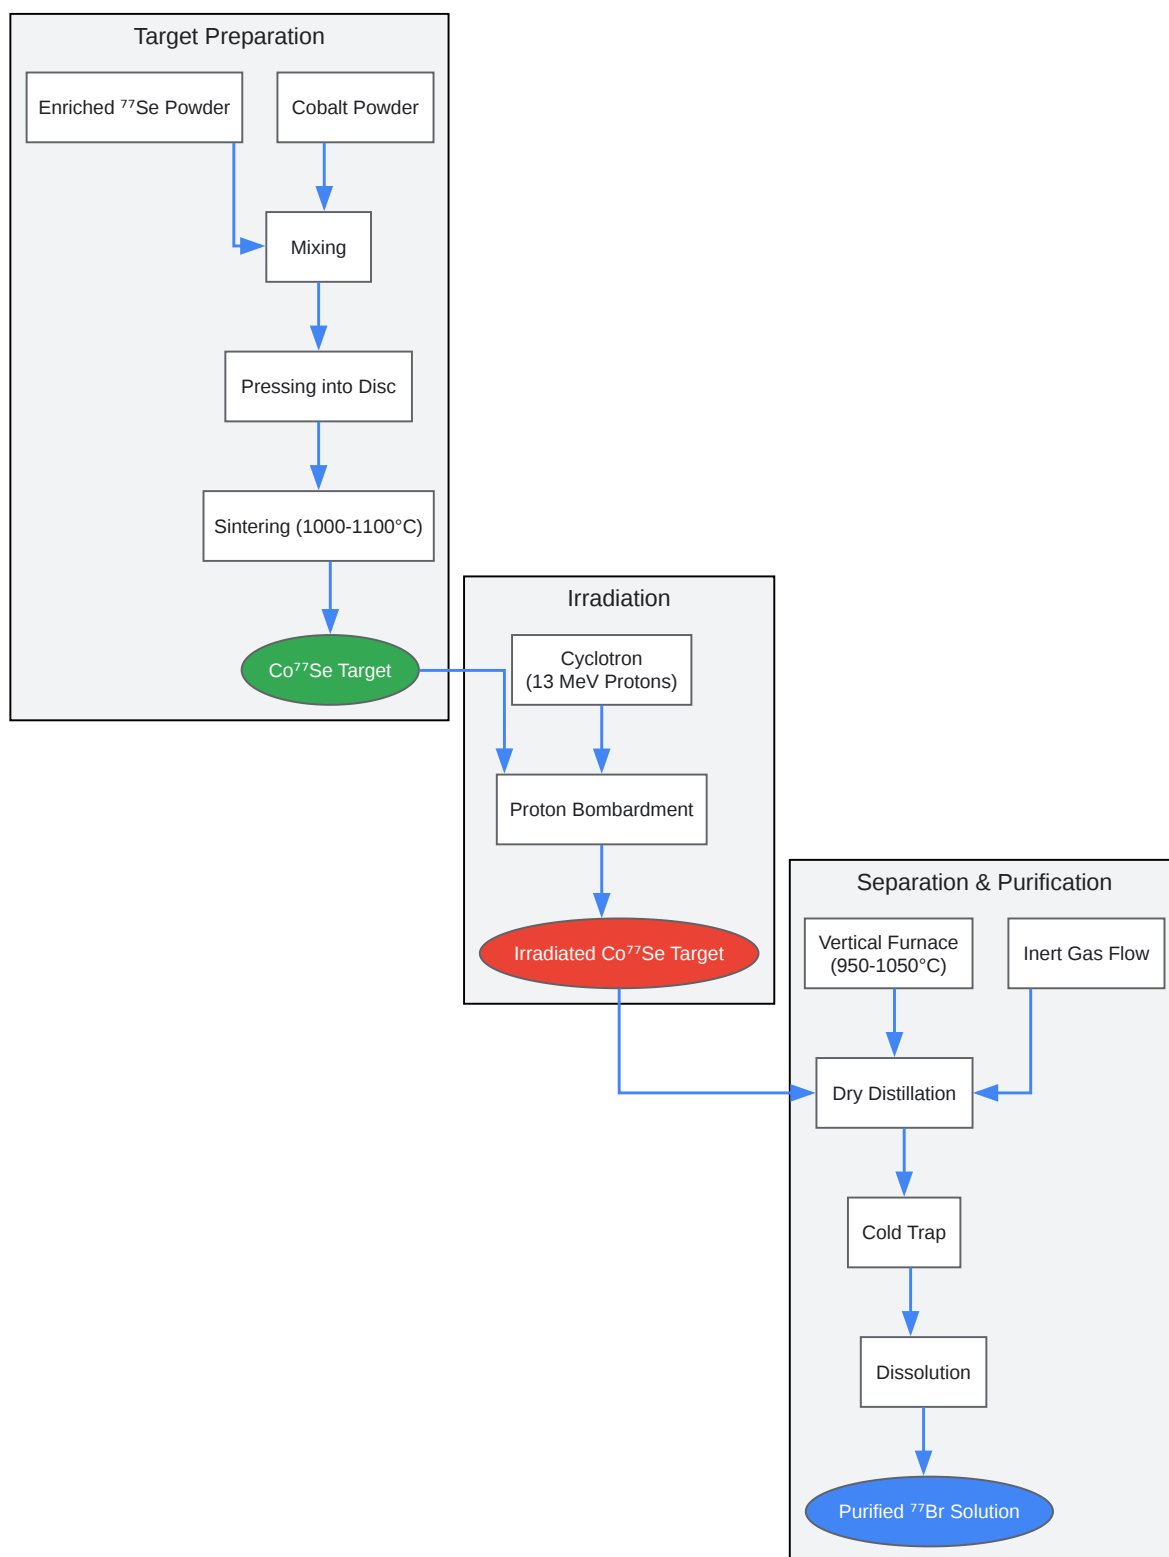 Target Preparation
Enriched ⁷⁷Se Powder
Cobalt Powder
Mixing
Pressing into Disc
Sintering (1000-1100°C)
Co⁷⁷Se Target
Irradiation
Cyclotron
(13 MeV Protons)
Proton Bombardment
Irradiated Co⁷⁷Se Target
Separation & Purification
Vertical Furnace
(950-1050°C)
Inert Gas Flow
Dry Distillation
Cold Trap
Dissolution
Purified ⁷⁷Br Solution